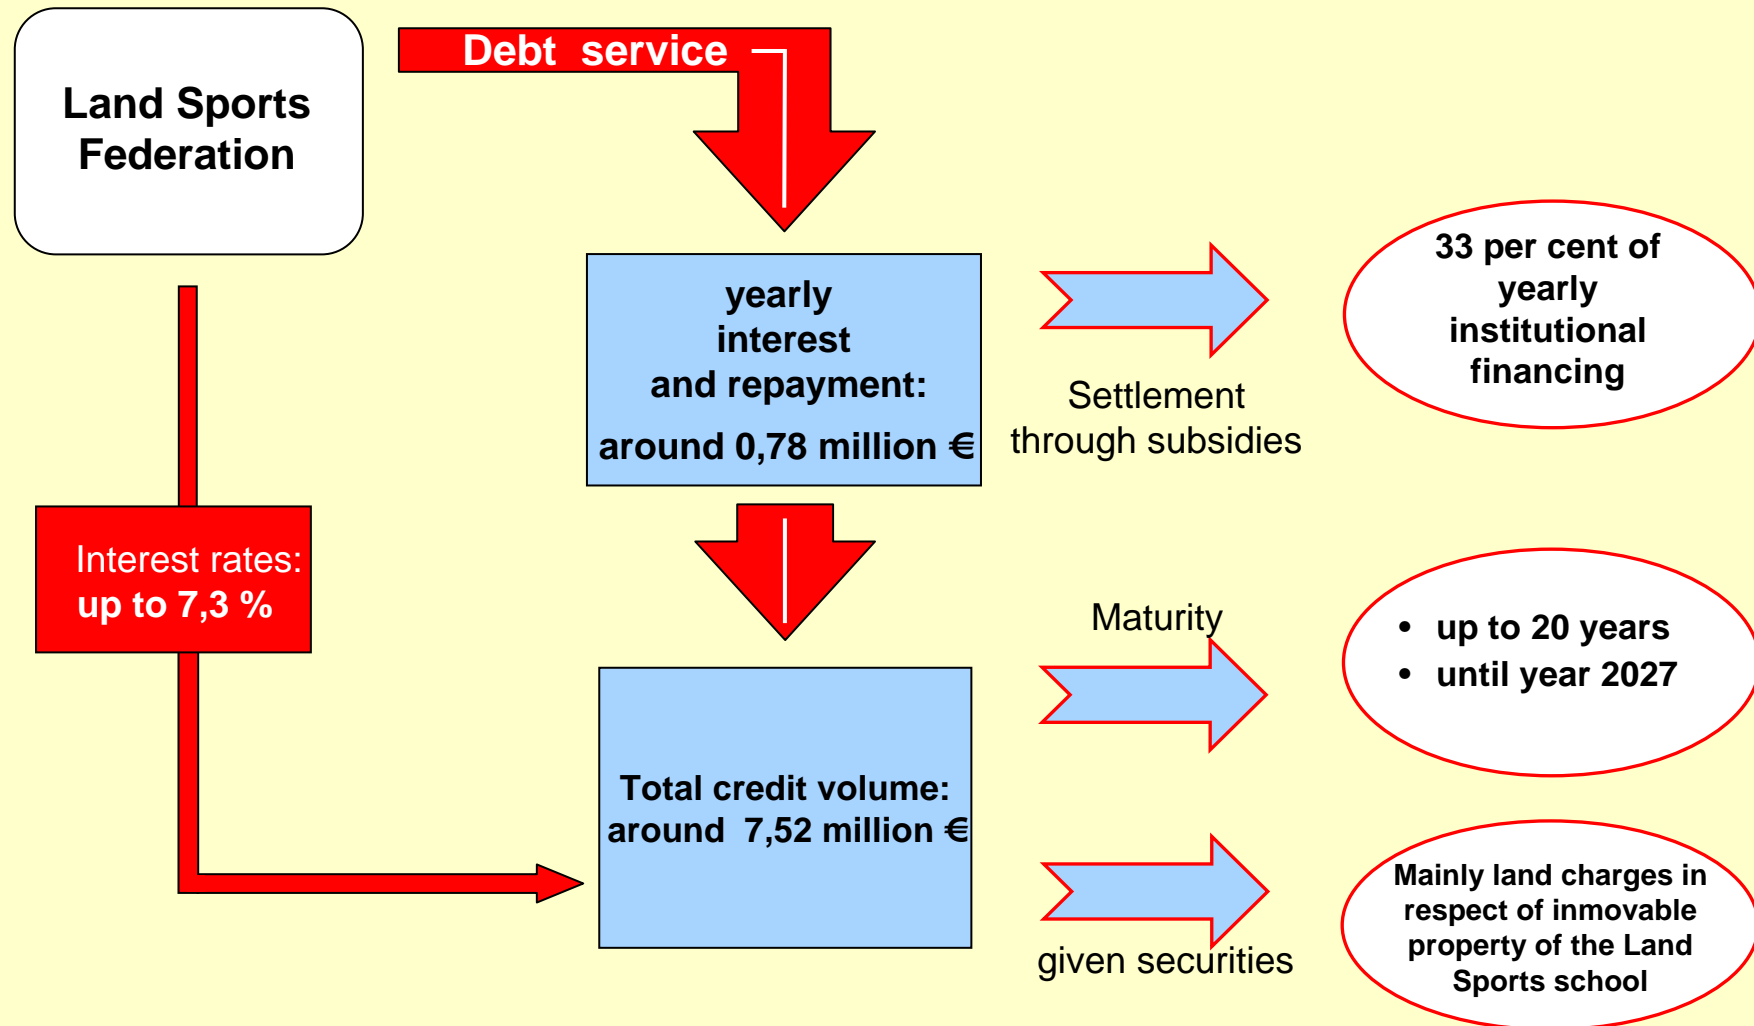 Land Sports
Federation
Debt service
yearly
interest
and repayment:
around 0,78 million €
Settlement
through subsidies
33 per cent of
yearly
institutional
financing
Interest rates:
up to 7,3 %
Total credit volume:
around 7,52 million €
Maturity
• up to 20 years
• until year 2027
given securities
Mainly land charges in
respect of inmovable
property of the Land
Sports school